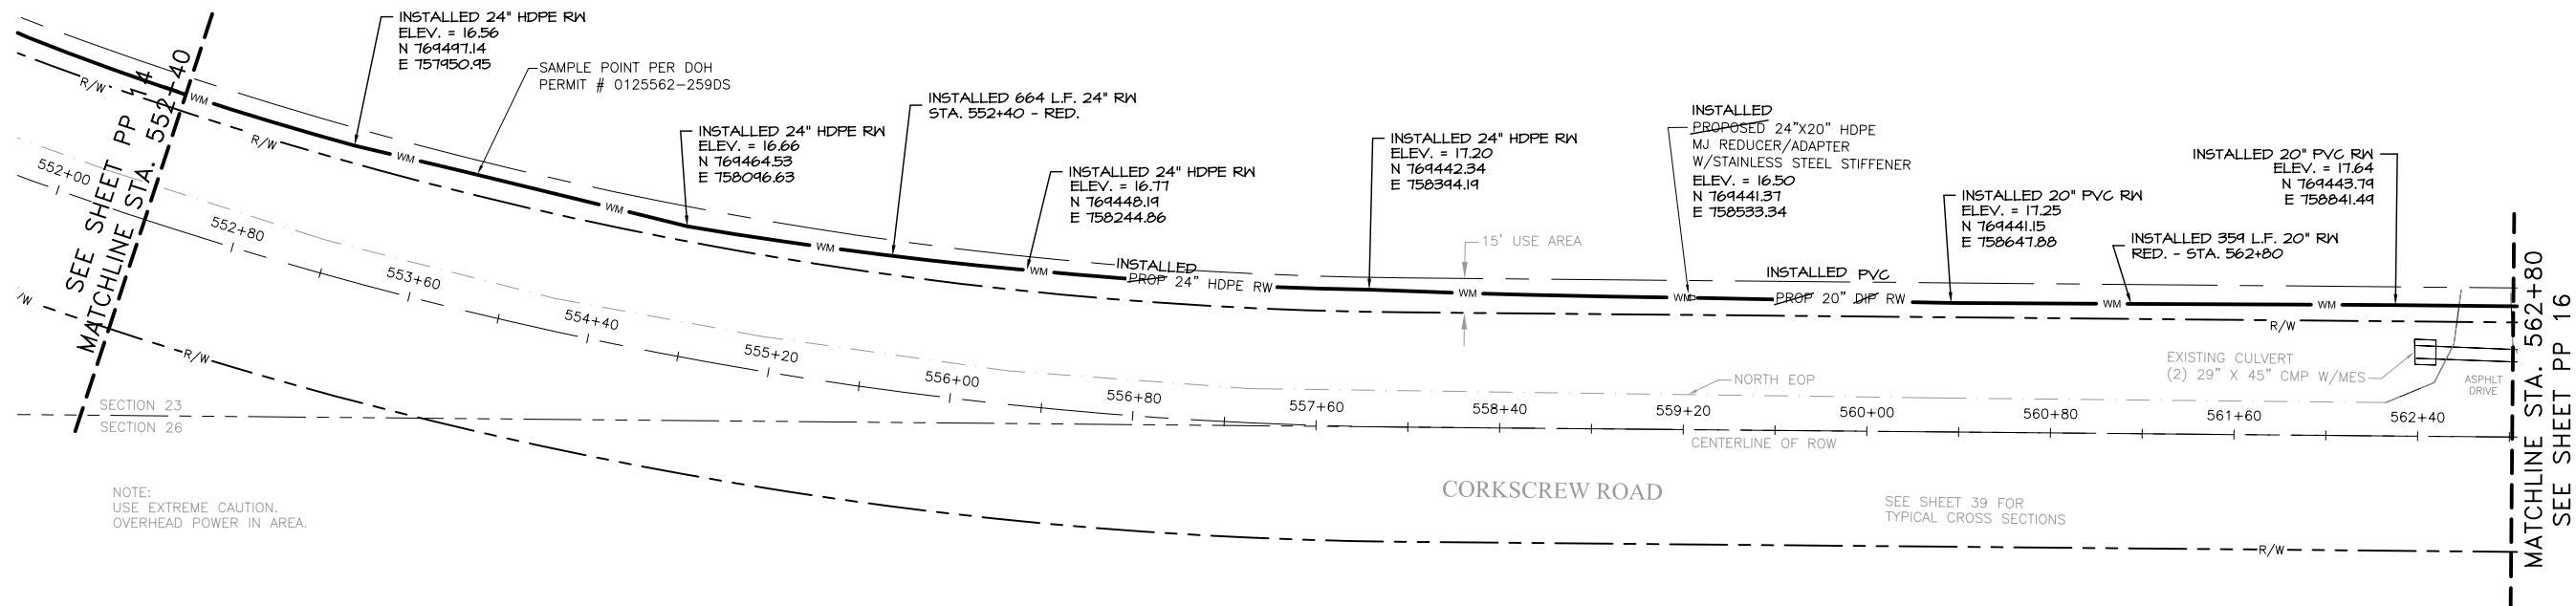 SEE SHEET PP 14
MATCHLINE STA. 552+40
INSTALLED 24" HDPE RW
ELEV. = 16.56
N 769497.14
E 757950.95
SAMPLE POINT PER DOH
PERMIT # 0125562-259DS
INSTALLED 24" HDPE RW
ELEV. = 16.66
N 769464.53
E 758096.63
INSTALLED 664 L.F. 24" RW
STA. 552+40 - RED.
INSTALLED 24" HDPE RW
ELEV. = 16.77
N 769448.19
E 758244.86
INSTALLED
PROP 24" HDPE RW
INSTALLED 24" HDPE RW
ELEV. = 17.20
N 769442.34
E 758394.19
15' USE AREA
INSTALLED
PROPOSED 24"X20" HDPE
MJ REDUCER/ADAPTER
W/STAINLESS STEEL STIFFENER
ELEV. = 16.50
N 769441.37
E 758533.34
INSTALLED PVC
PROP 20" DIP RW
INSTALLED 20" PVC RW
ELEV. = 17.25
N 769441.15
E 758647.88
INSTALLED 359 L.F. 20" RW
RED. - STA. 562+80
INSTALLED 20" PVC RW
ELEV. = 17.64
N 769443.79
E 758841.49
WM
WM
WM
WM
WM
WM
WM
WM
WM
R/W
R/W
R/W
/W
R/W
R/W
552+00
552+80
553+60
554+40
555+20
556+00
556+80
557+60
558+40
559+20
560+00
560+80
561+60
562+40
NORTH EOP
CENTERLINE OF ROW
EXISTING CULVERT
(2) 29" X 45" CMP W/MES
ASPHLT
DRIVE
SECTION 23
SECTION 26
NOTE:
USE EXTREME CAUTION.
OVERHEAD POWER IN AREA.
CORKSCREW ROAD
SEE SHEET 39 FOR
TYPICAL CROSS SECTIONS
MATCHLINE STA. 562+80
SEE SHEET PP 16